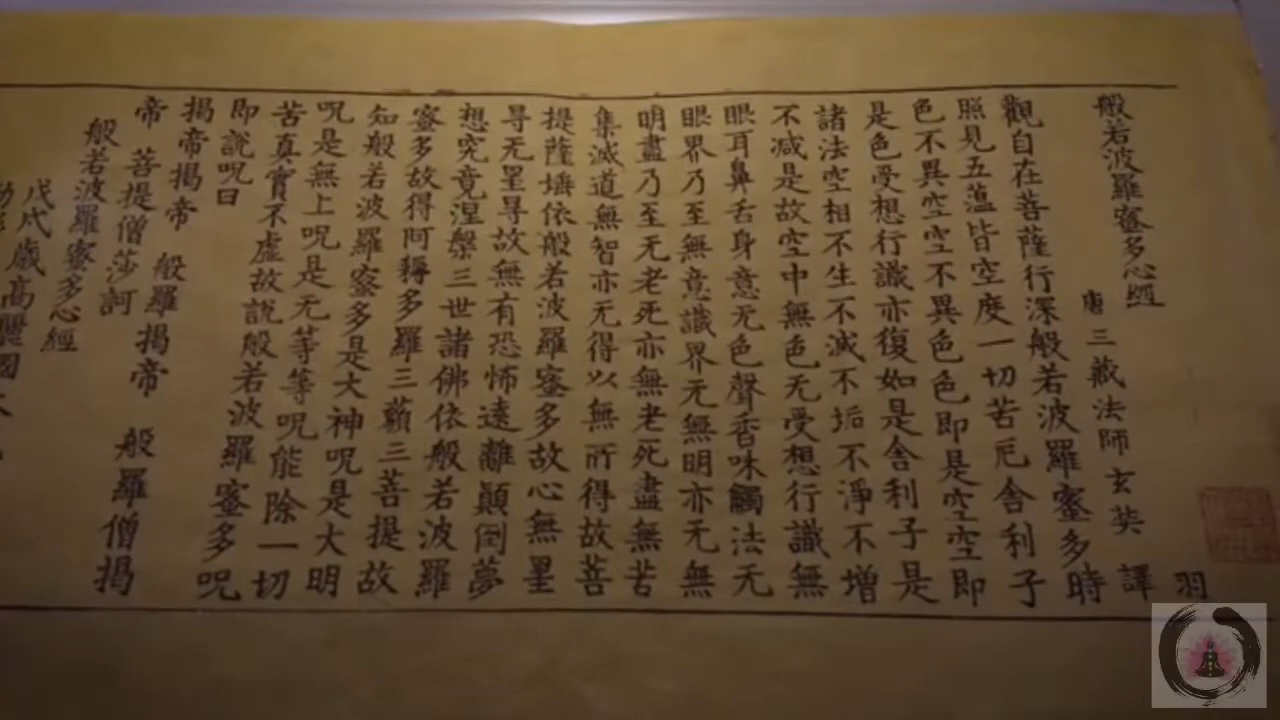 羽
般若波羅蜜多心經
唐三藏法師玄奘譯
觀自在菩薩行深般若波羅蜜多時
照見五蕰皆空度一切苦厄舍利子
色不異空空不異色色即是空空即
是色受想行識亦復如是舍利子是
諸法空相不生不滅不垢不淨不增
不减是故空中無色无受想行識無
眼耳鼻舌身意无色聲香味觸法无
眼界乃至無意識界无無明亦无無
明盡乃至无老死亦無老死盡無苦
集滅道無智亦无得以無所得故菩
提薩埵依般若波羅蜜多故心無罣
㝵无罣㝵故無有恐怖遠離顛倒夢
想究竟涅槃三世諸佛依般若波羅
蜜多故得阿耨多羅三藐三菩提故
知般若波羅蜜多是大神呪是大明
呪是無上呪是无等等呪能除一切
苦真實不虛故說般若波羅蜜多呪
即說呪曰
揭帝揭帝 般羅揭帝 般羅僧揭
帝 菩提僧莎訶
般若波羅蜜多心經
戊戌歲高麗國大